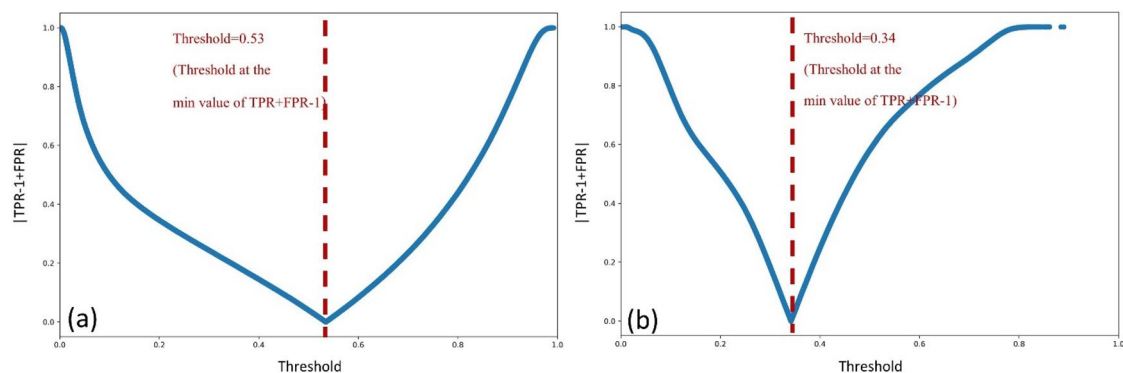 1.0
0.8
0.6
0.4
0.2
0.0
|TPR-1+FPR|
Threshold=0.53
(Threshold at the
min value of TPR+FPR-1)
(a)
0.0 0.2 0.4 0.6 0.8 1.0
Threshold
1.0
0.8
0.6
0.4
0.2
0.0
|TPR-1+FPR|
Threshold=0.34
(Threshold at the
min value of TPR+FPR-1)
(b)
0.0 0.2 0.4 0.6 0.8 1.0
Threshold